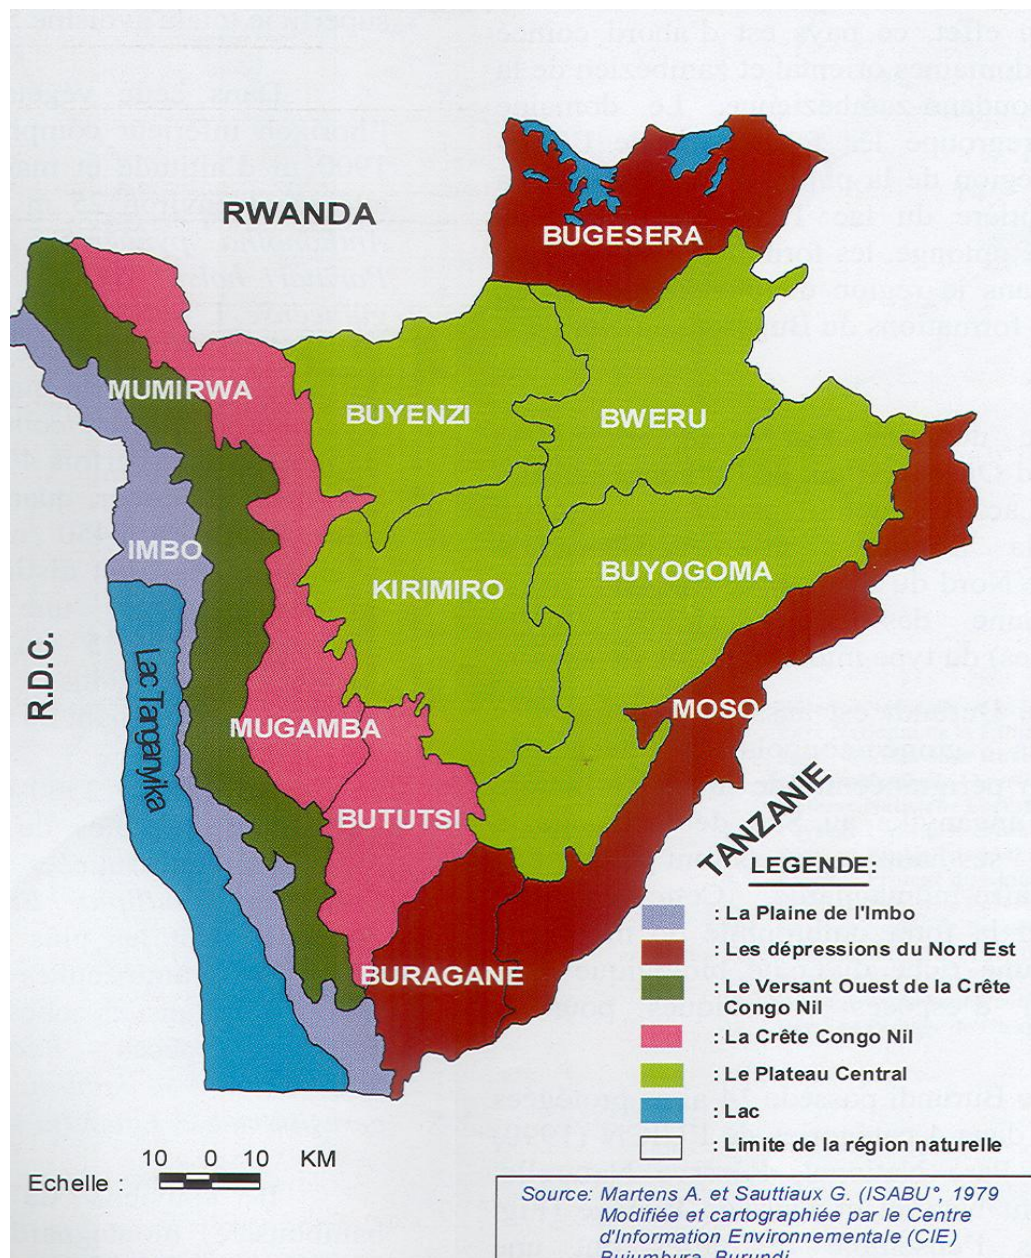 RWANDA
BUGESERA
MUMIRWA
BUYENZI
BWERU
IMBO
KIRIMIRO
BUYOGOMA
R.D.C.
Lac Tanganyika
MUGAMBA
MOSO
BUTUTSI
TANZANIE
BURAGANE
LEGENDE:
: La Plaine de l'Imbo
: Les dépressions du Nord Est
: Le Versant Ouest de la Crête
Congo Nil
: La Crête Congo Nil
: Le Plateau Central
: Lac
: Limite de la région naturelle
10 0 10 KM
Echelle :
Source: Martens A. et Sauttiaux G. (ISABU°, 1979
Modifiée et cartographiée par le Centre
d'Information Environnementale (CIE)
Bujumbura, Burundi